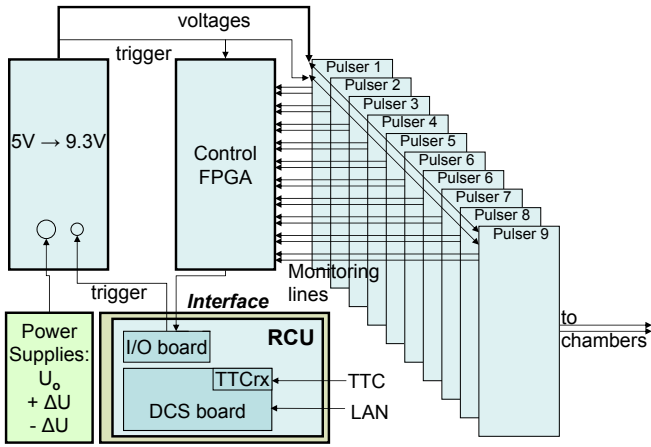 voltages
trigger
Pulser 1
Pulser 2
Pulser 3
Pulser 4
Pulser 5
Pulser 6
Pulser 6
Pulser 7
Pulser 8
Pulser 9
5V → 9.3V
Control
FPGA
Monitoring
lines
trigger
Interface
Power
Supplies:
Uo
+ ΔU
- ΔU
I/O board
RCU
TTCrx
DCS board
TTC
LAN
to
chambers